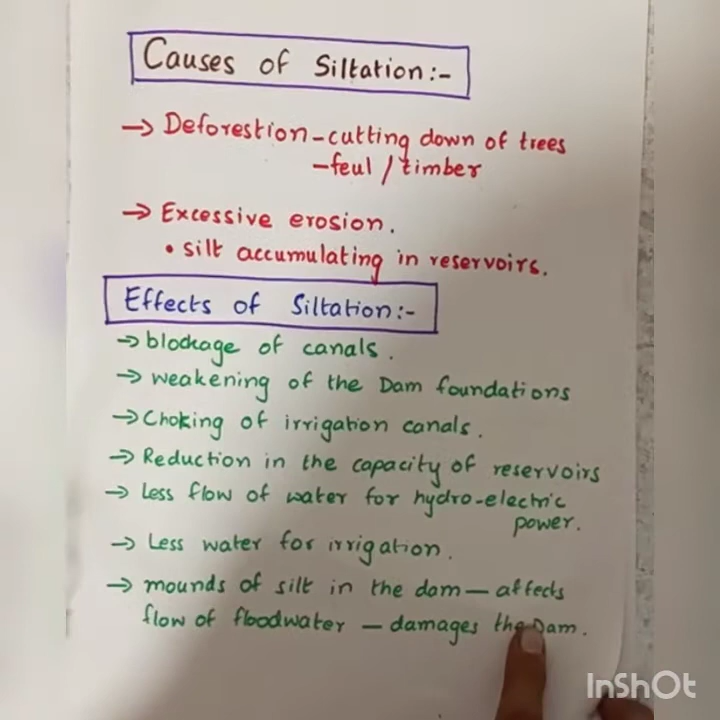 Causes of Siltation:-
→ Deforestion - cutting down of trees
- feul / timber
→ Excessive erosion.
• silt accumulating in reservoirs.
Effects of Siltation:-
→ blockage of canals.
→ weakening of the Dam foundations
→ Choking of irrigation canals.
→ Reduction in the capacity of reservoirs
→ Less flow of water for hydro-electric
power.
→ Less water for irrigation.
→ mounds of silt in the dam - affects
flow of floodwater - damages the Dam.
InShOt